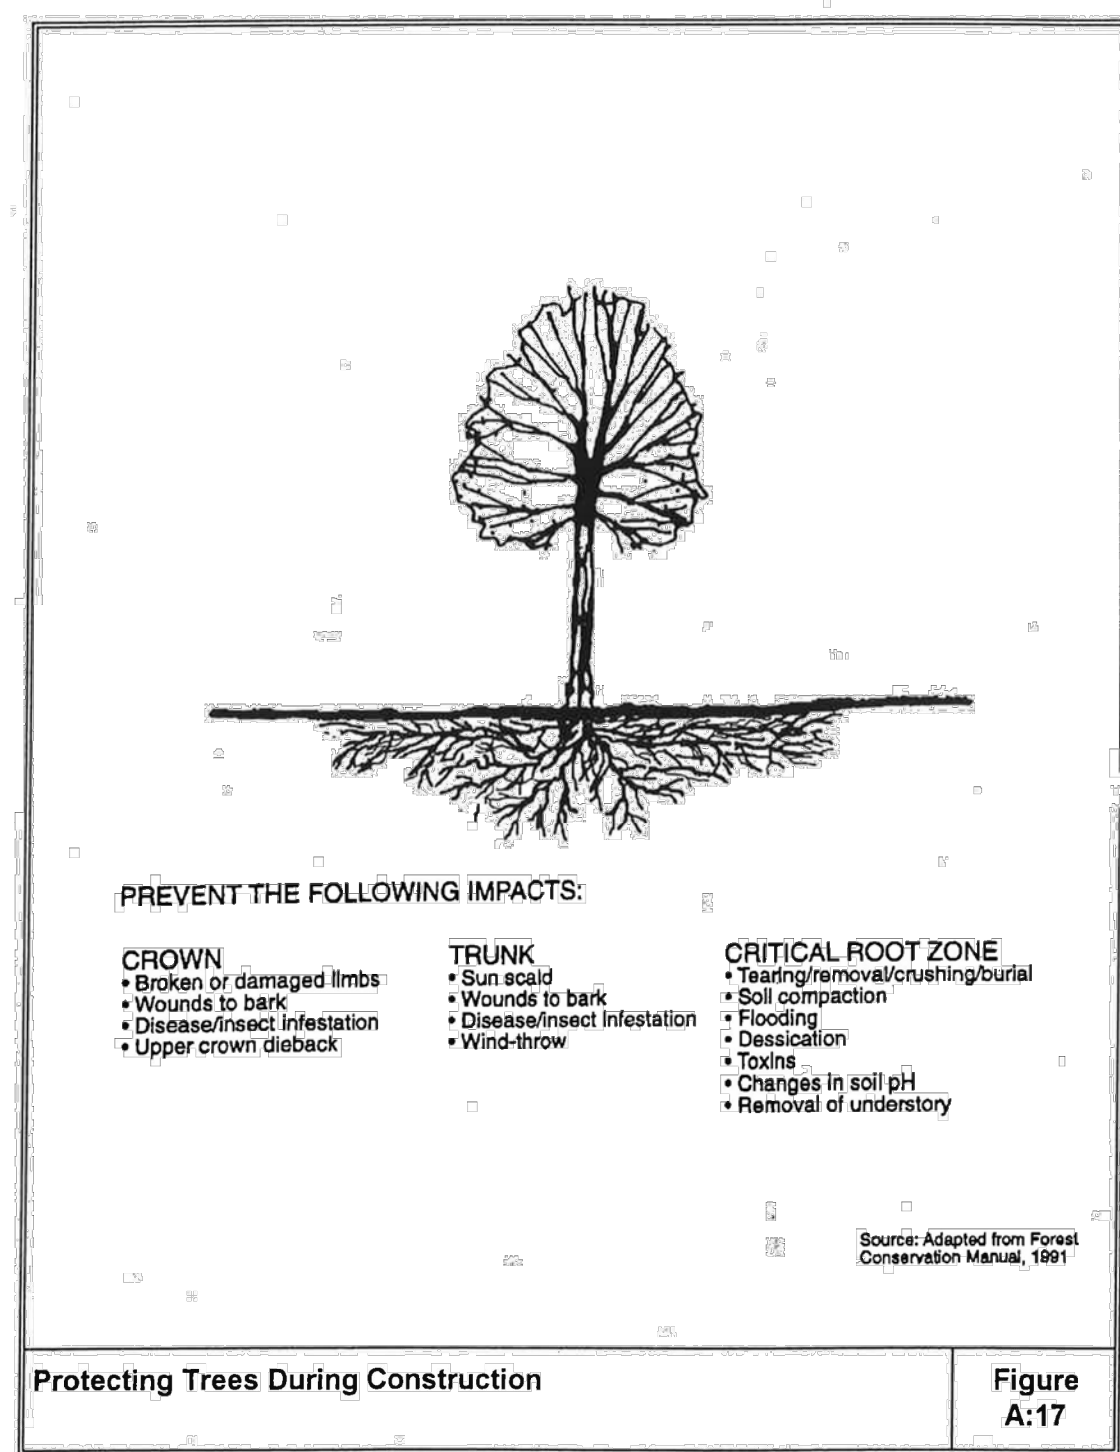 PREVENT THE FOLLOWING IMPACTS:
CROWN
• Broken or damaged limbs
• Wounds to bark
• Disease/insect infestation
• Upper crown dieback
TRUNK
• Sun scald
• Wounds to bark
• Disease/insect infestation
• Wind-throw
CRITICAL ROOT ZONE
• Tearing/removal/crushing/burial
• Soil compaction
• Flooding
• Dessication
• Toxins
• Changes in soil pH
• Removal of understory
Source: Adapted from Forest
Conservation Manual, 1991
Protecting Trees During Construction
Figure
A:17